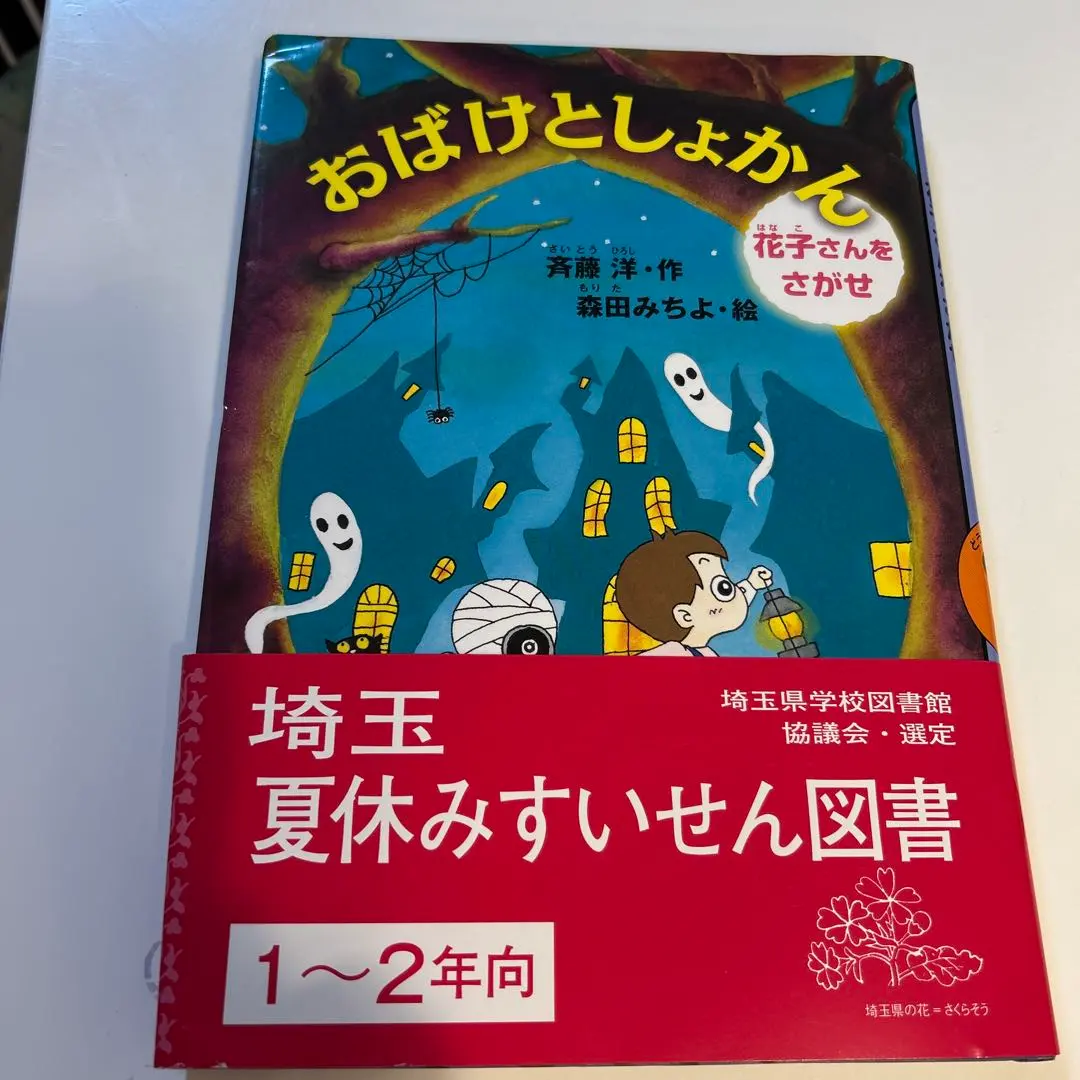 おばけとしょかん
はなこ
花子さんを
さがせ
さいとう ひろし
斉藤 洋・作
もりた
森田みちよ・絵
埼玉
夏休みすいせん図書
埼玉県学校図書館
協議会・選定
1〜2年向
埼玉県の花=さくらそう